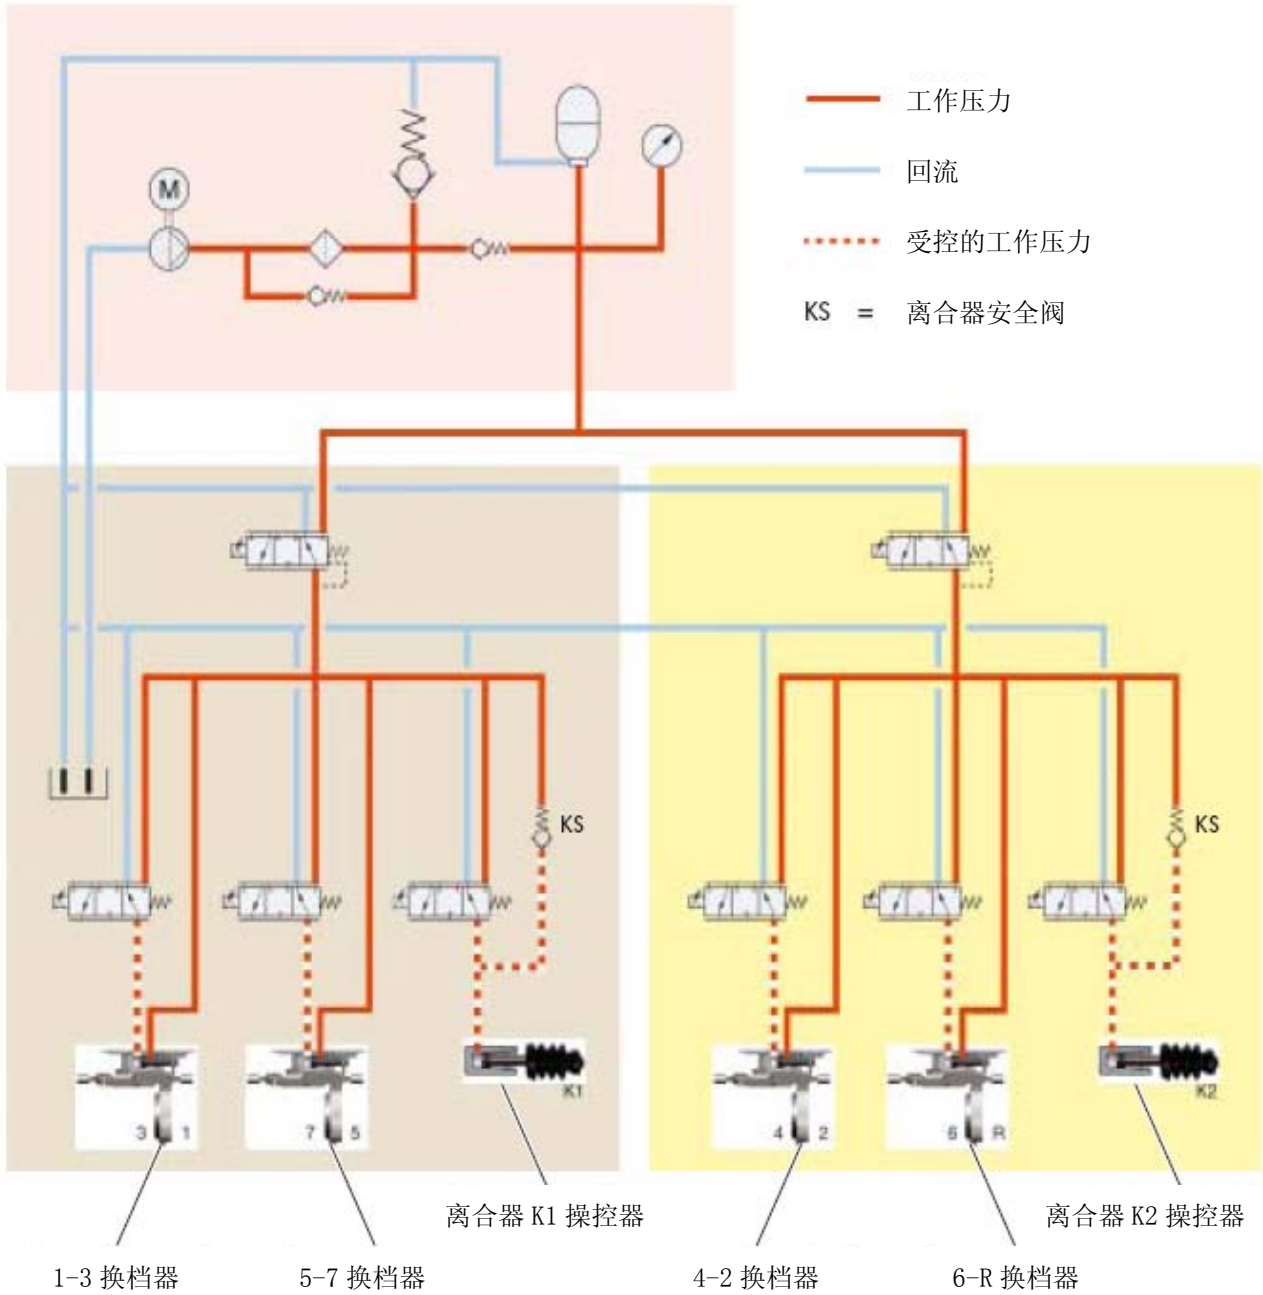 工作压力
M
回流
受控的工作压力
KS = 离合器安全阀
KS
KS
K1
K2
3 1
7 5
4 2
6 R
离合器 K1 操控器
离合器 K2 操控器
1-3 换档器
5-7 换档器
4-2 换档器
6-R 换档器